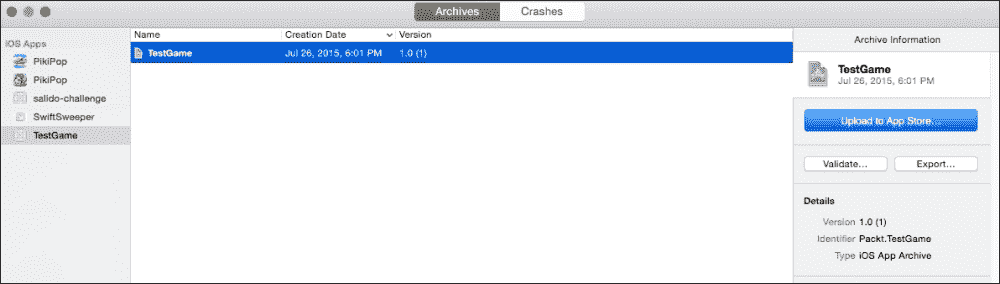 Archives Crashes
iOS Apps
PikiPop
PikiPop
salido-challenge
SwiftSweeper
TestGame
Name Creation Date Version
TestGame Jul 26, 2015, 6:01 PM 1.0 (1)
Archive Information
TestGame
Jul 26, 2015, 6:01 PM
Upload to App Store...
Validate... Export...
Details
Version 1.0 (1)
Identifier Packt.TestGame
Type iOS App Archive